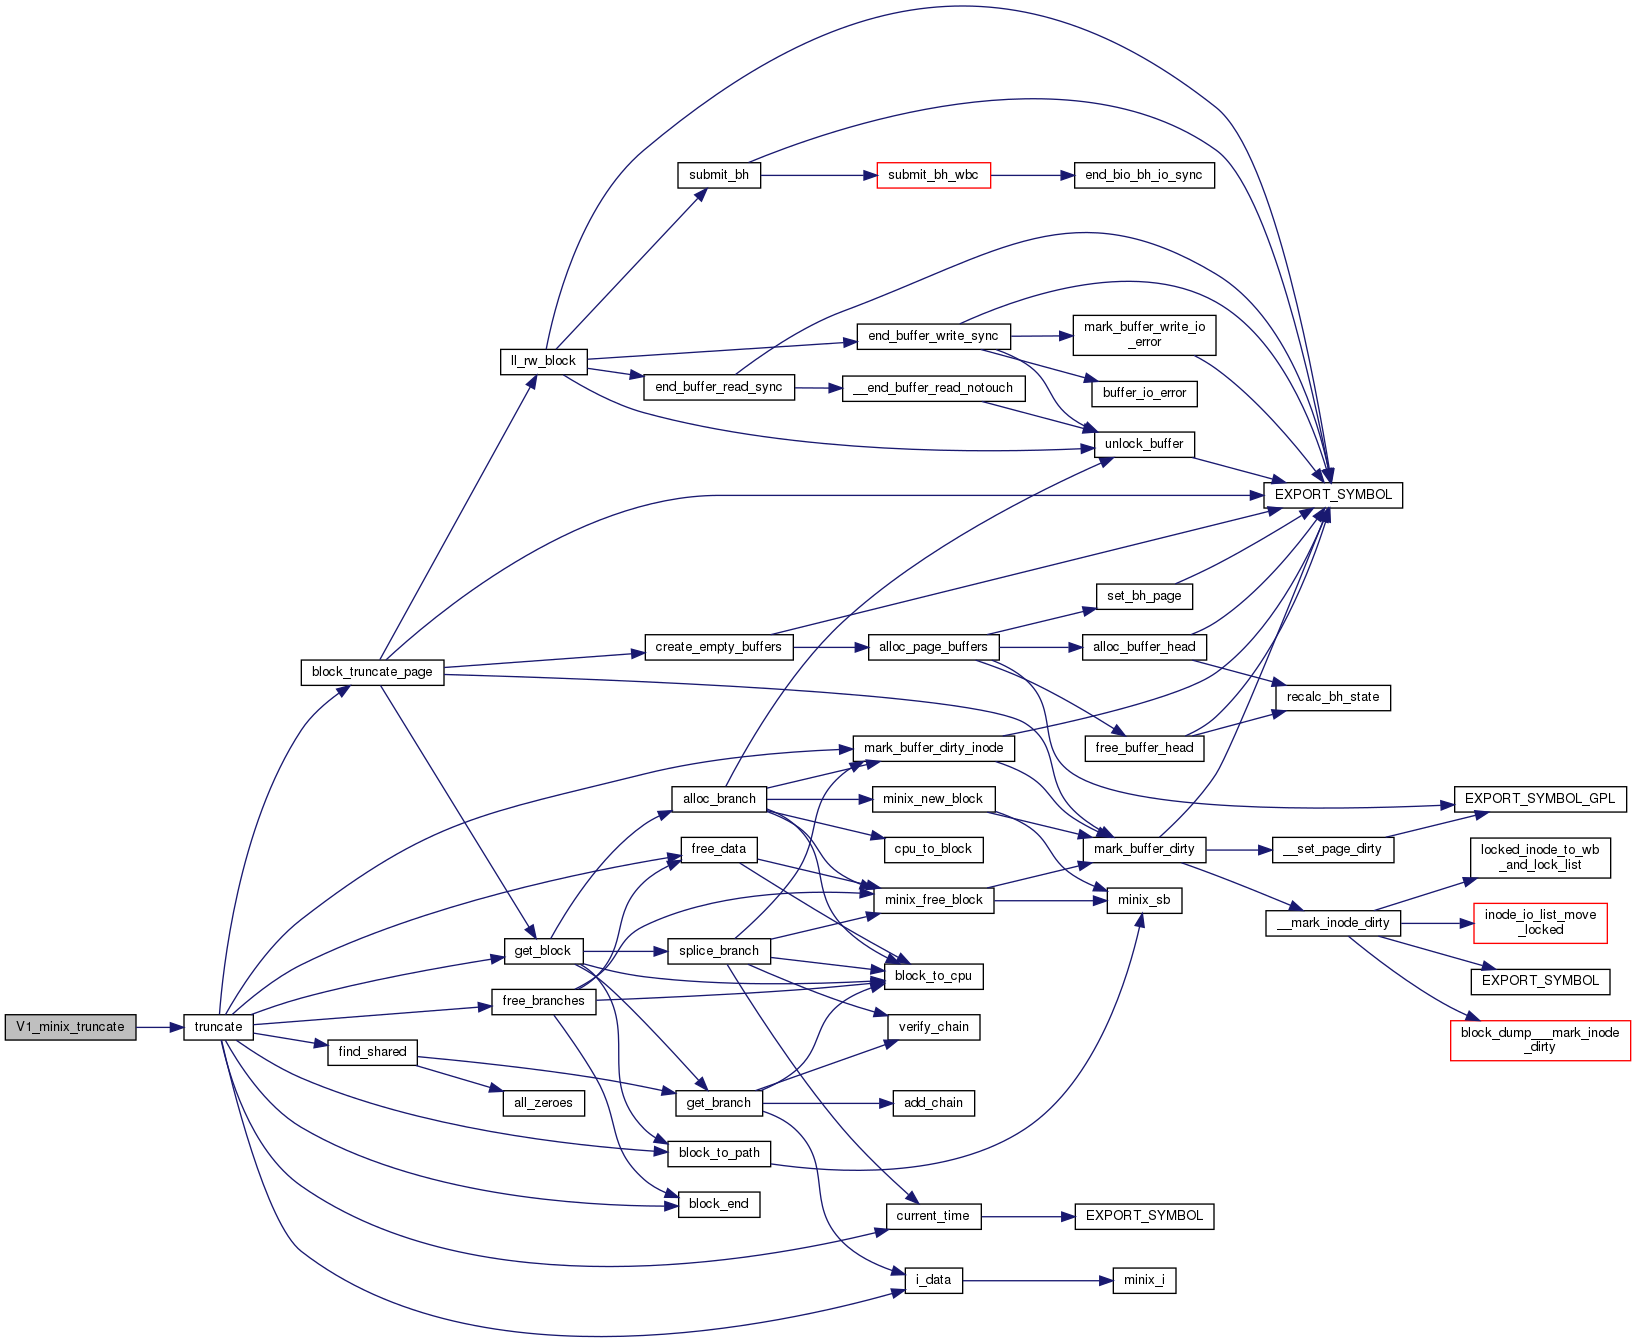 submit_bh
submit_bh_wbc
end_bio_bh_io_sync
end_buffer_write_sync
mark_buffer_write_io
_error
ll_rw_block
end_buffer_read_sync
__end_buffer_read_notouch
buffer_io_error
unlock_buffer
EXPORT_SYMBOL
set_bh_page
create_empty_buffers
alloc_page_buffers
alloc_buffer_head
block_truncate_page
recalc_bh_state
mark_buffer_dirty_inode
free_buffer_head
alloc_branch
minix_new_block
EXPORT_SYMBOL_GPL
free_data
cpu_to_block
mark_buffer_dirty
__set_page_dirty
locked_inode_to_wb
_and_lock_list
minix_free_block
minix_sb
__mark_inode_dirty
inode_io_list_move
_locked
get_block
splice_branch
block_to_cpu
EXPORT_SYMBOL
free_branches
V1_minix_truncate
truncate
verify_chain
block_dump___mark_inode
_dirty
find_shared
all_zeroes
get_branch
add_chain
block_to_path
block_end
current_time
EXPORT_SYMBOL
i_data
minix_i